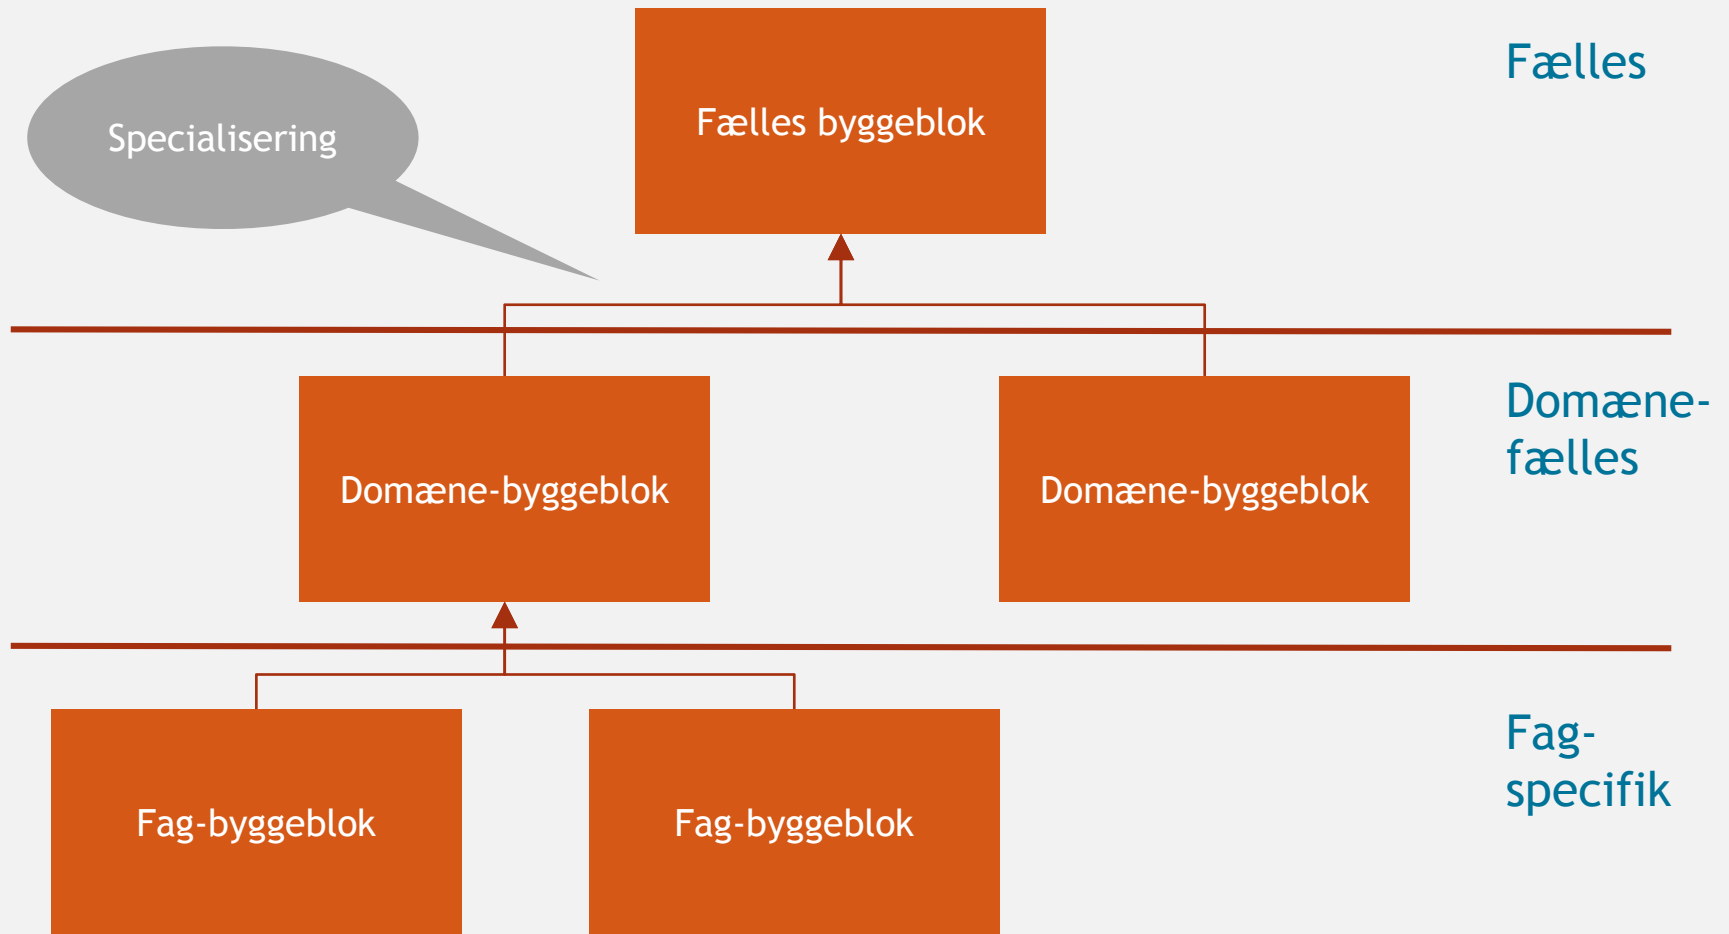 Fælles
Specialisering
Fælles byggeblok
Domæne-
fælles
Domæne-byggeblok
Domæne-byggeblok
Fag-
specifik
Fag-byggeblok
Fag-byggeblok